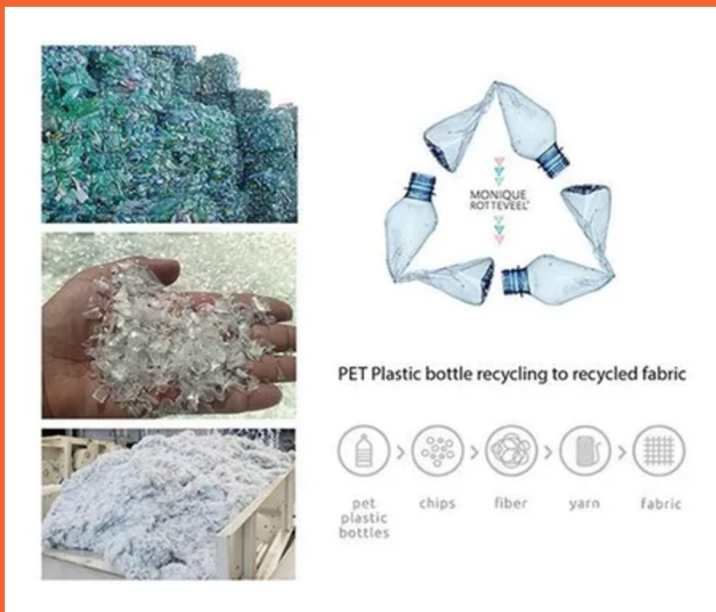 MONIQUE
ROTTEVEEL®
PET Plastic bottle recycling to recycled fabric
pet
plastic
bottles
chips
fiber
yarn
fabric